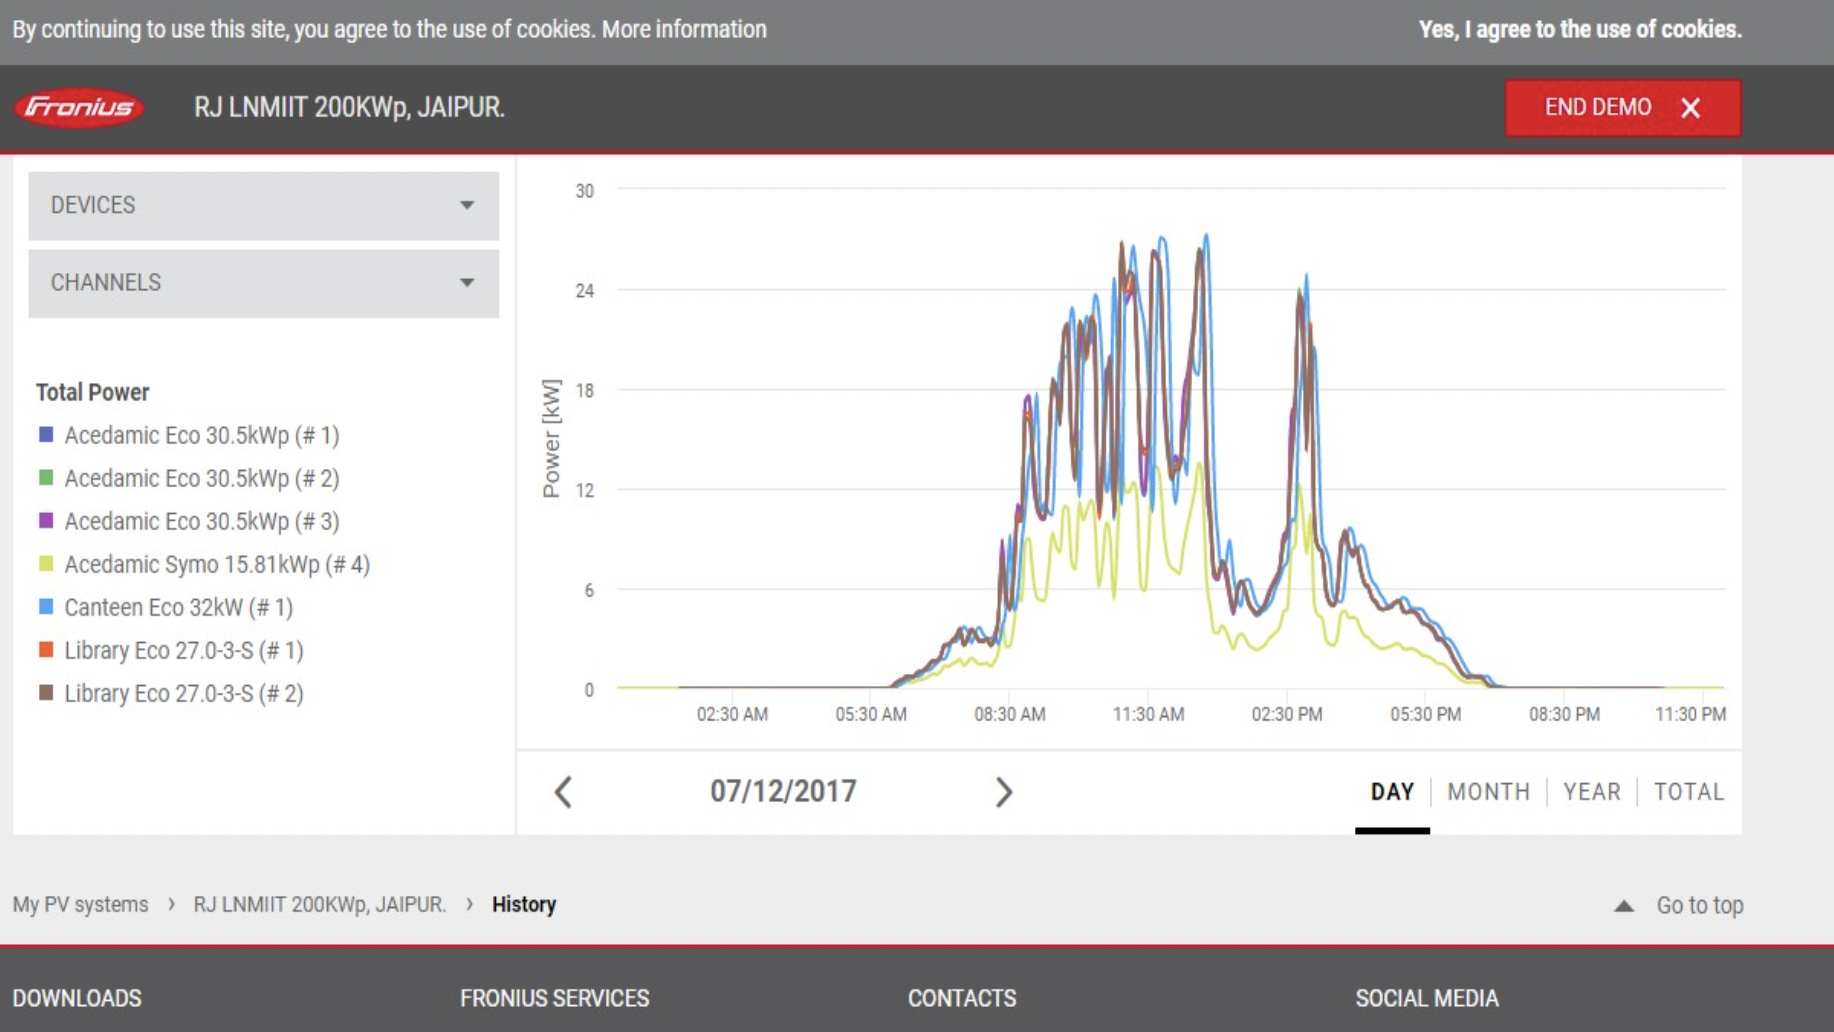 By continuing to use this site, you agree to the use of cookies. More information
Yes, I agree to the use of cookies.
Fronius
RJ LNMIIT 200KWp, JAIPUR.
END DEMO X
DEVICES
CHANNELS
Total Power
Acedamic Eco 30.5kWp (# 1)
Acedamic Eco 30.5kWp (# 2)
Acedamic Eco 30.5kWp (# 3)
Acedamic Symo 15.81kWp (# 4)
Canteen Eco 32kW (# 1)
Library Eco 27.0-3-S (# 1)
Library Eco 27.0-3-S (# 2)
Power [kW]
30
24
18
12
6
0
02:30 AM 05:30 AM 08:30 AM 11:30 AM 02:30 PM 05:30 PM 08:30 PM 11:30 PM
07/12/2017
DAY MONTH YEAR TOTAL
My PV systems › RJ LNMIIT 200KWp, JAIPUR. › History
Go to top
DOWNLOADS FRONIUS SERVICES CONTACTS SOCIAL MEDIA